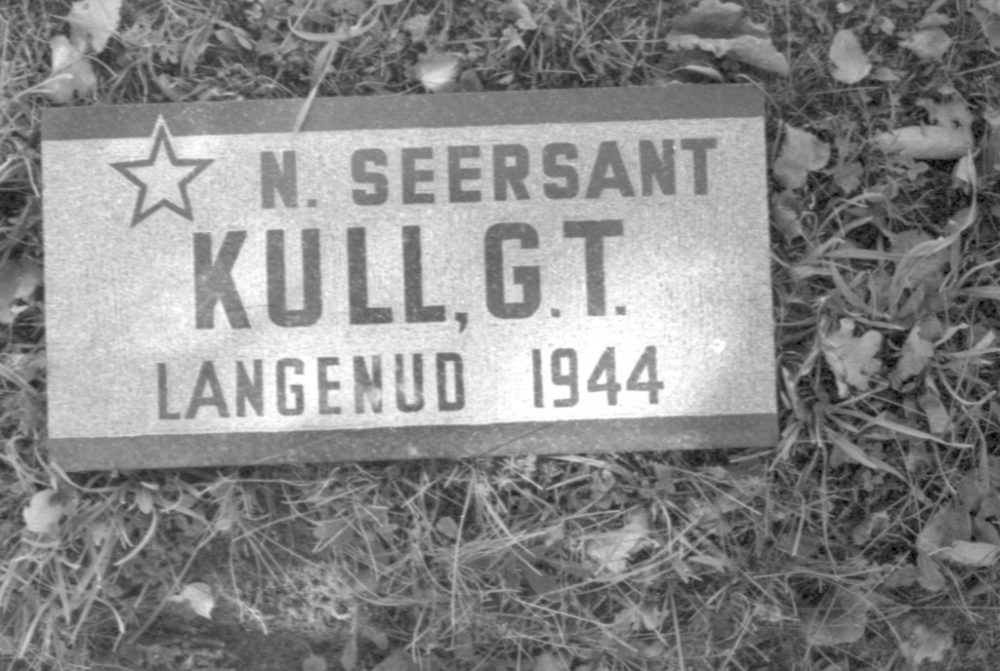 N. SEERSANT
KULL, G.T.
LANGENUD 1944